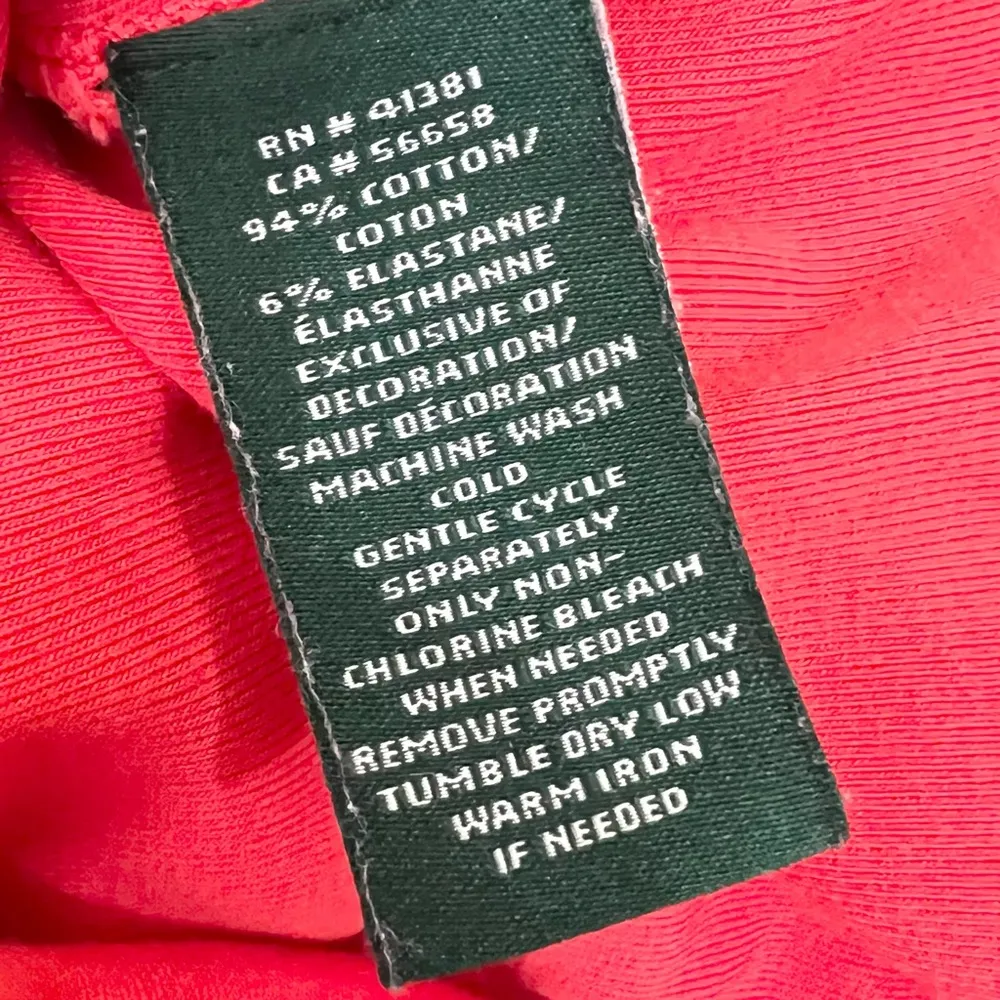 RN # 41381
CA # 56658
94% COTTON/
COTON
6% ELASTANE/
ÉLASTHANNE
EXCLUSIVE OF
DECORATION/
SAUF DÉCORATION
MACHINE WASH
COLD
GENTLE CYCLE
SEPARATELY
ONLY NON-
CHLORINE BLEACH
WHEN NEEDED
REMOVE PROMPTLY
TUMBLE DRY LOW
WARM IRON
IF NEEDED